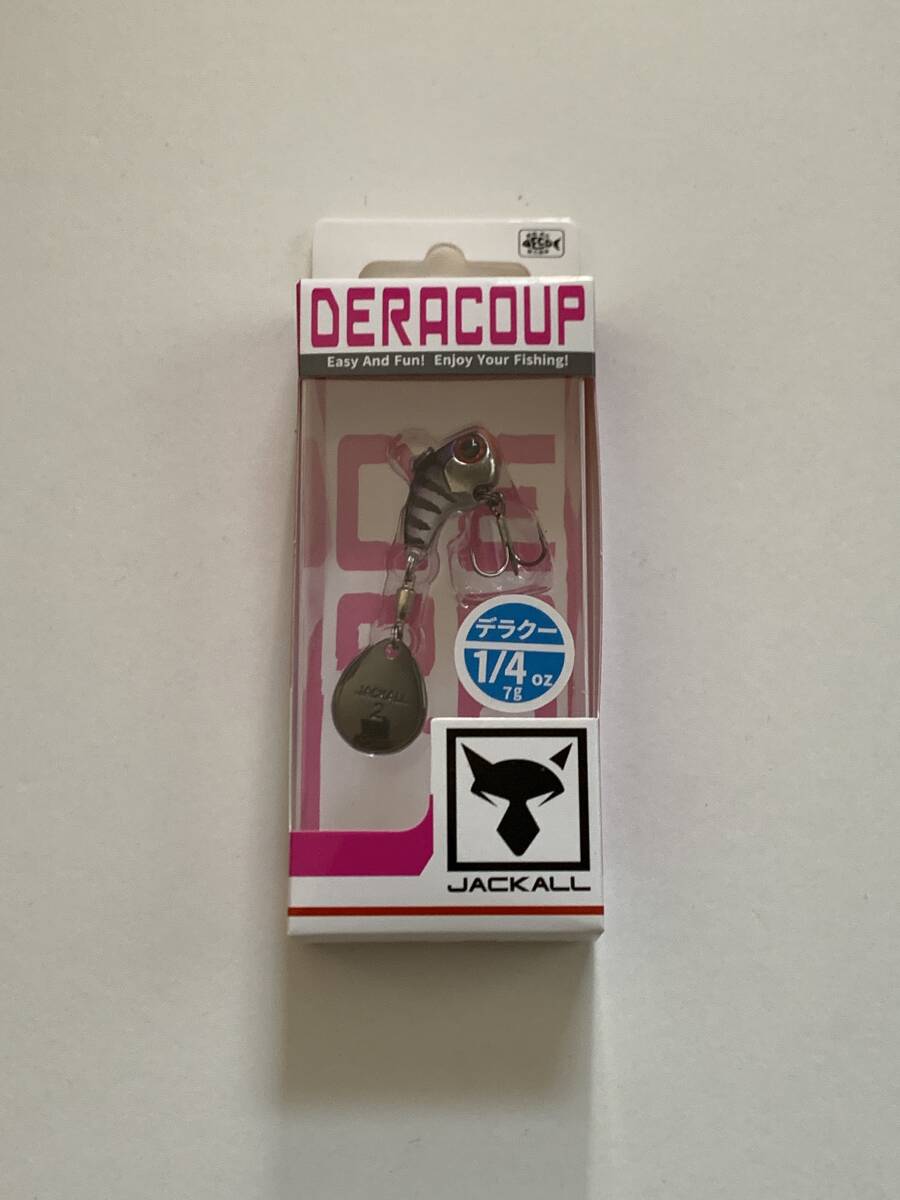 DERACOUP
Easy And Fun! Enjoy Your Fishing!
デラクー
1/4 oz
7g
JACKALL
2
JACKALL